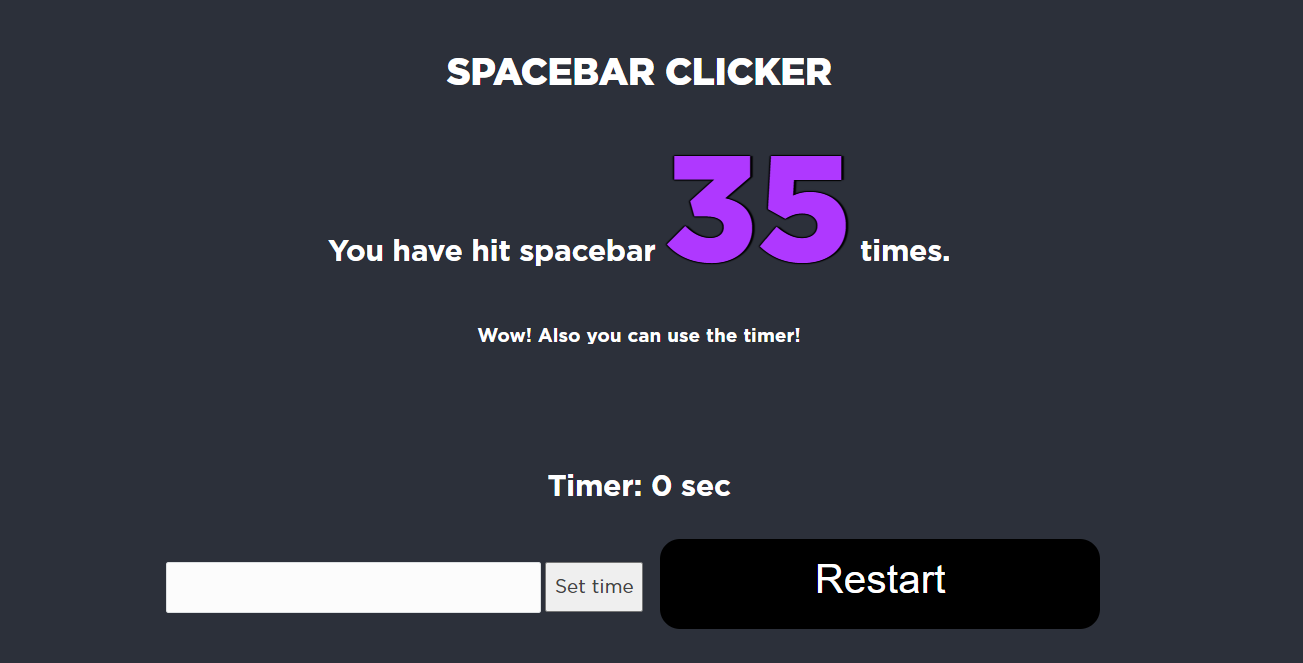 SPACEBAR CLICKER
You have hit spacebar 35 times.
Wow! Also you can use the timer!
Timer: 0 sec
Set time Restart